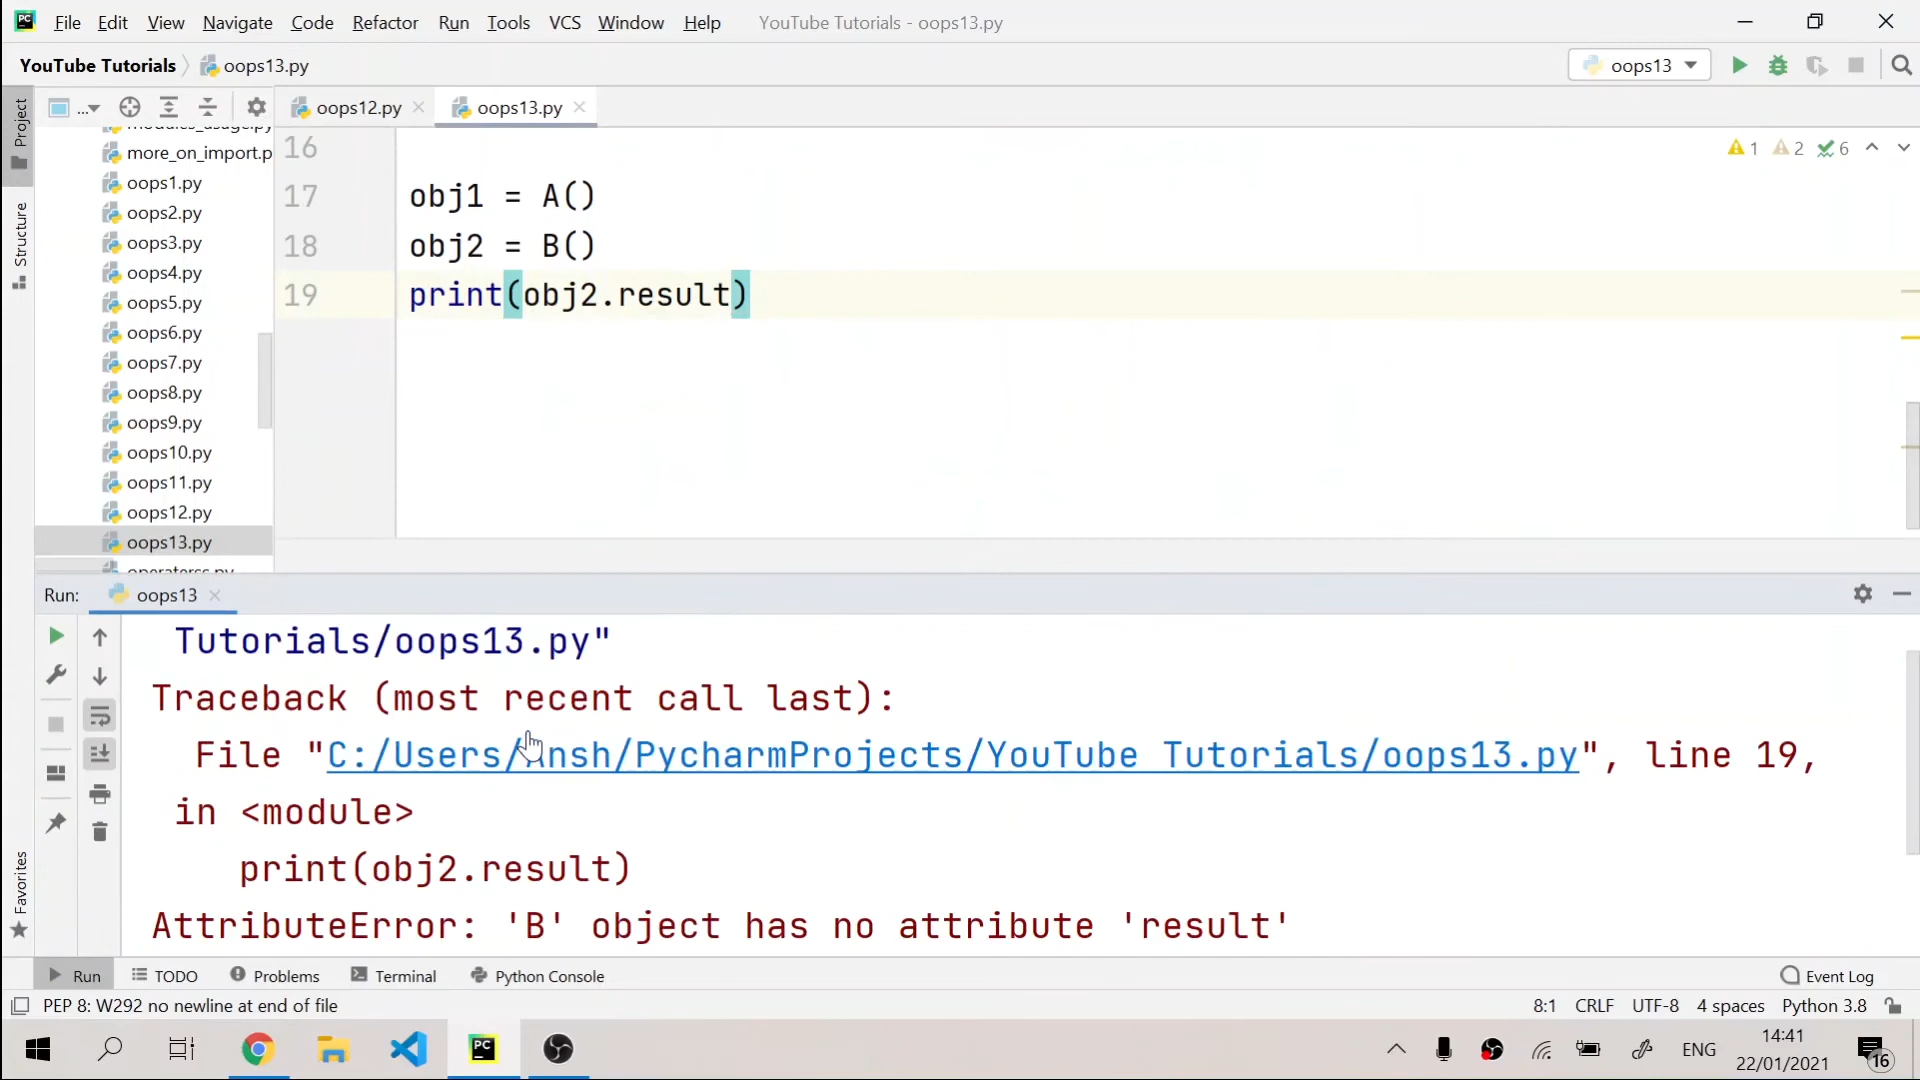 File Edit View Navigate Code Refactor Run Tools VCS Window Help YouTube Tutorials - oops13.py
YouTube Tutorials oops13.py oops13
Project
Structure
Favorites
... oops12.py oops13.py
modules_usage.py
more_on_import.p
oops1.py
oops2.py
oops3.py
oops4.py
oops5.py
oops6.py
oops7.py
oops8.py
oops9.py
oops10.py
oops11.py
oops12.py
oops13.py
16
17 obj1 = A()
18 obj2 = B()
19 print(obj2.result)
1 2 6
Run: oops13
Tutorials/oops13.py"
Traceback (most recent call last):
File "C:/Users/Ansh/PycharmProjects/YouTube Tutorials/oops13.py", line 19,
in <module>
print(obj2.result)
AttributeError: 'B' object has no attribute 'result'
Run TODO Problems Terminal Python Console Event Log
PEP 8: W292 no newline at end of file 8:1 CRLF UTF-8 4 spaces Python 3.8
PC
ENG
14:41
22/01/2021
16